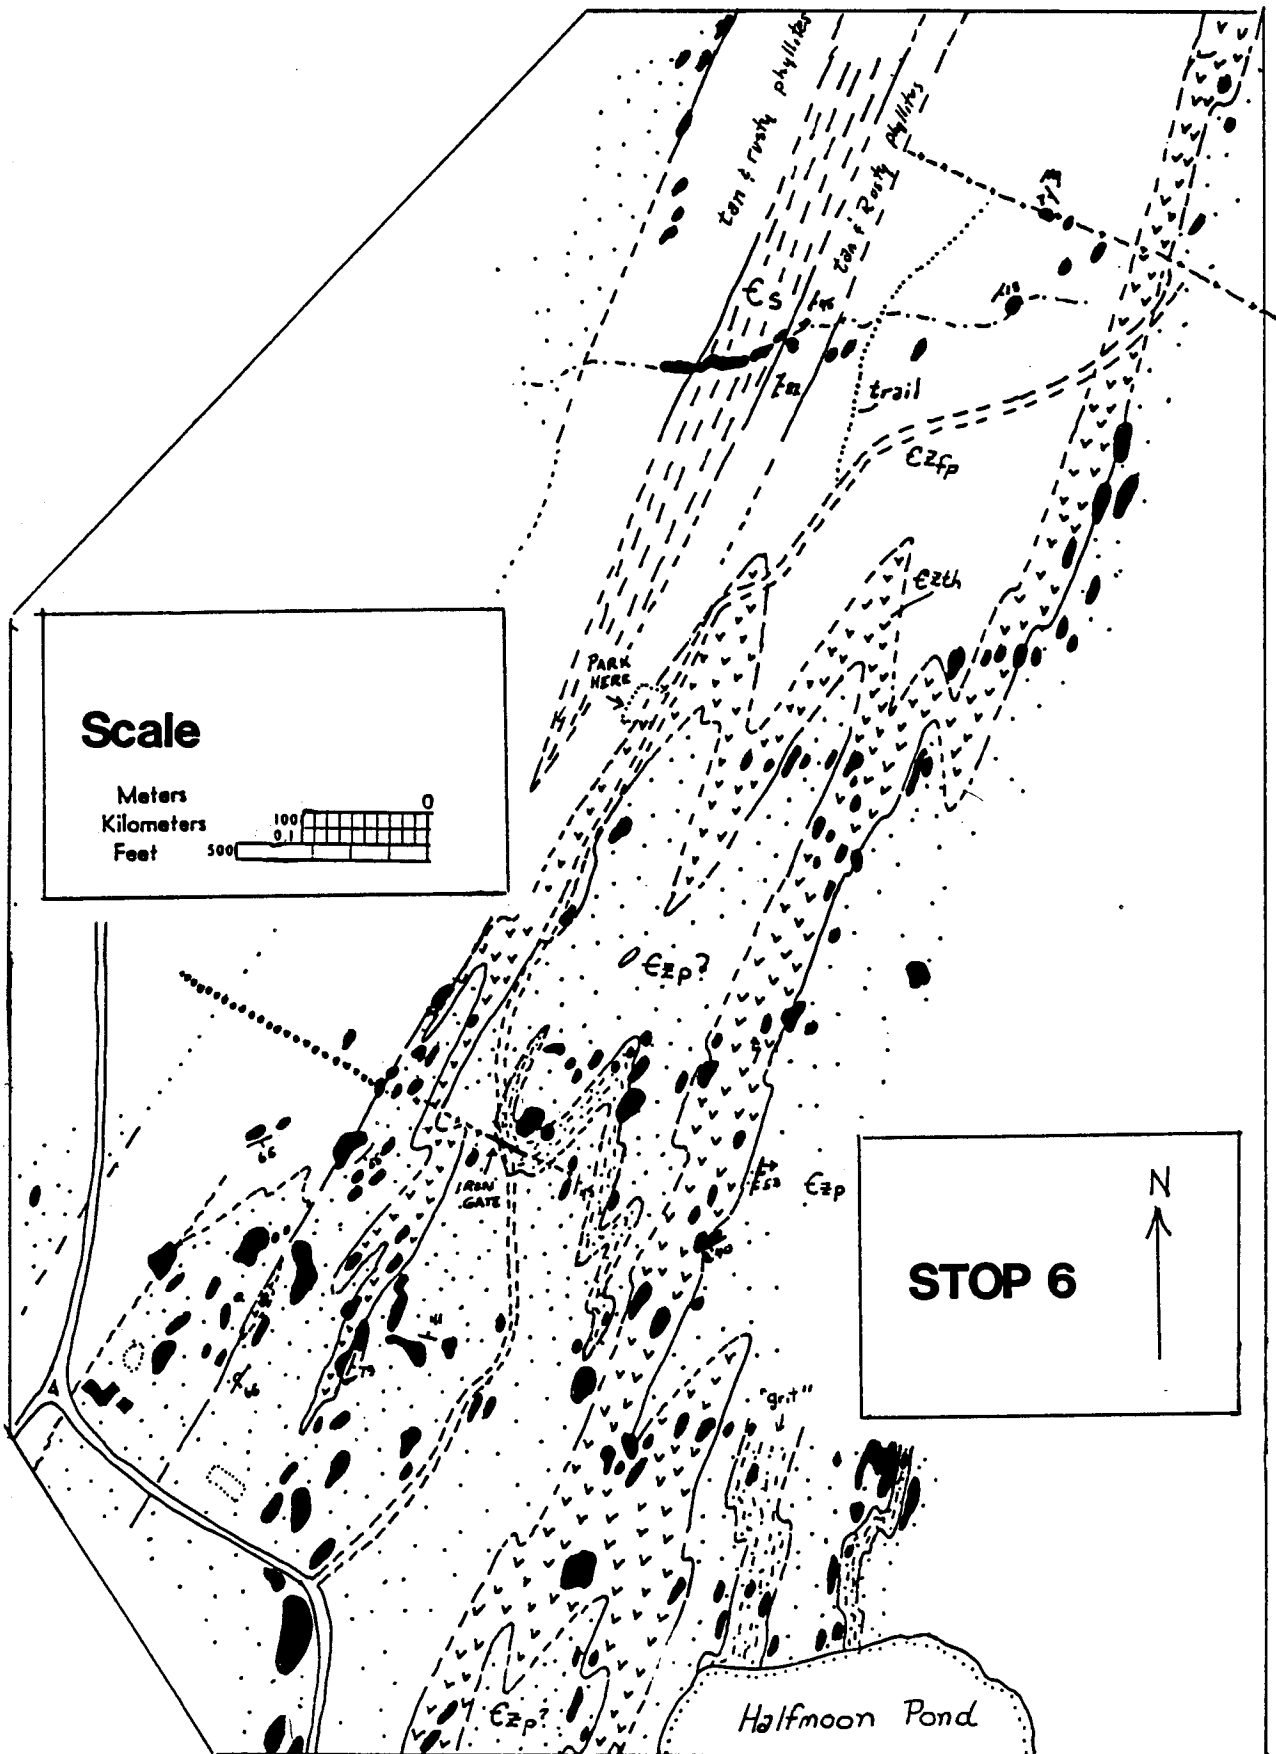 tan & rusty phyllites
tan & Rusty phyllites
Єs
trail
ЄZfp
Єzth
PARK
HERE
Scale
Meters
Kilometers
Feet
0
100
0.1
500
Єzp?
IRON
GATE
66
Єzp
N
STOP 6
"grit"
Єzp?
Halfmoon Pond